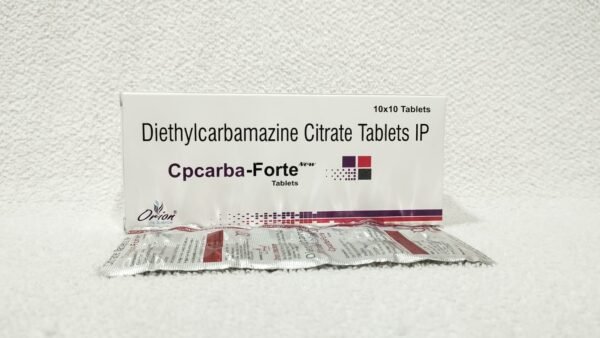 10x10 Tablets
Diethylcarbamazine Citrate Tablets IP
Cpcarba-Forte New
Tablets
Orion